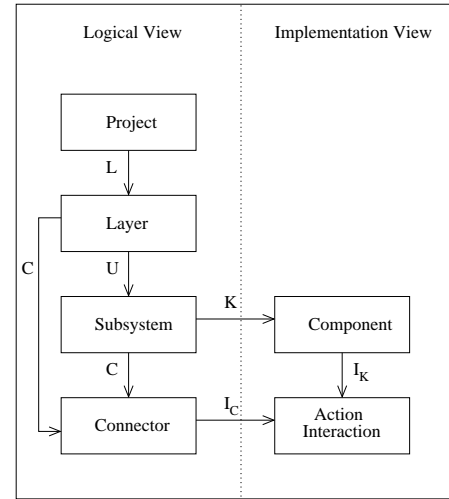 Logical View
Implementation View
Project
L
Layer
C
U
Subsystem
K
Component
C
I_K
Connector
I_C
Action
Interaction